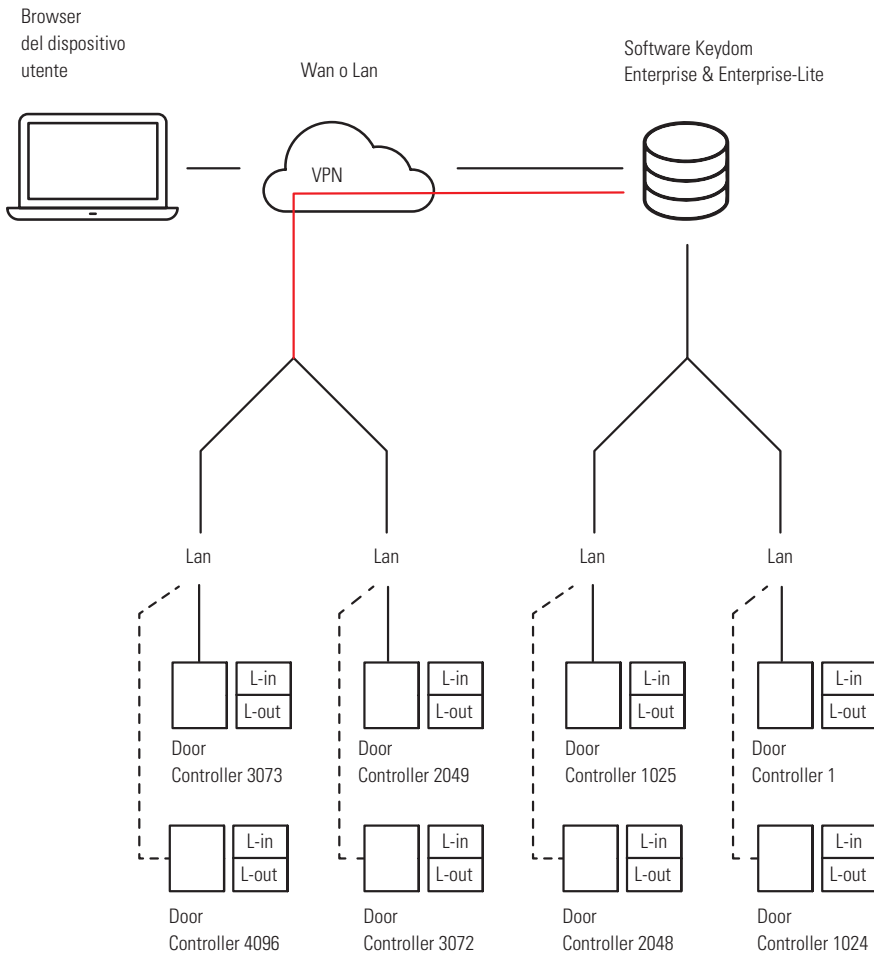 Browser
del dispositivo
utente
Wan o Lan
Software Keydom
Enterprise & Enterprise-Lite
VPN
Lan
Lan
Lan
Lan
L-in
L-out
L-in
L-out
L-in
L-out
L-in
L-out
Door
Controller 3073
Door
Controller 2049
Door
Controller 1025
Door
Controller 1
L-in
L-out
L-in
L-out
L-in
L-out
L-in
L-out
Door
Controller 4096
Door
Controller 3072
Door
Controller 2048
Door
Controller 1024